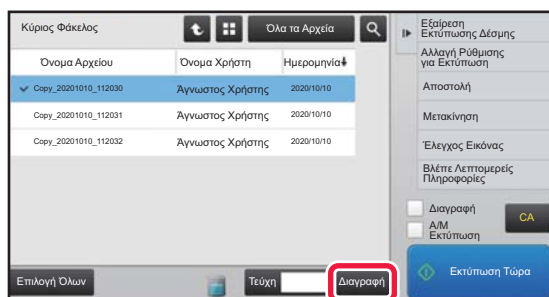 Κύριος Φάκελος
Όλα τα Αρχεία
Όνομα Αρχείου
Όνομα Χρήστη
Ημερομηνία
Copy_20201010_112030
Άγνωστος Χρήστης
2020/10/10
Copy_20201010_112031
Άγνωστος Χρήστης
2020/10/10
Copy_20201010_112032
Άγνωστος Χρήστης
2020/10/10
Επιλογή Όλων
Τεύχη
Διαγραφή
Εξαίρεση
Εκτύπωσης Δέσμης
Αλλαγή Ρύθμισης
για Εκτύπωση
Αποστολή
Μετακίνηση
Έλεγχος Εικόνας
Βλέπε Λεπτομερείς
Πληροφορίες
Διαγραφή
Α/Μ
Εκτύπωση
CA
Εκτύπωση Τώρα